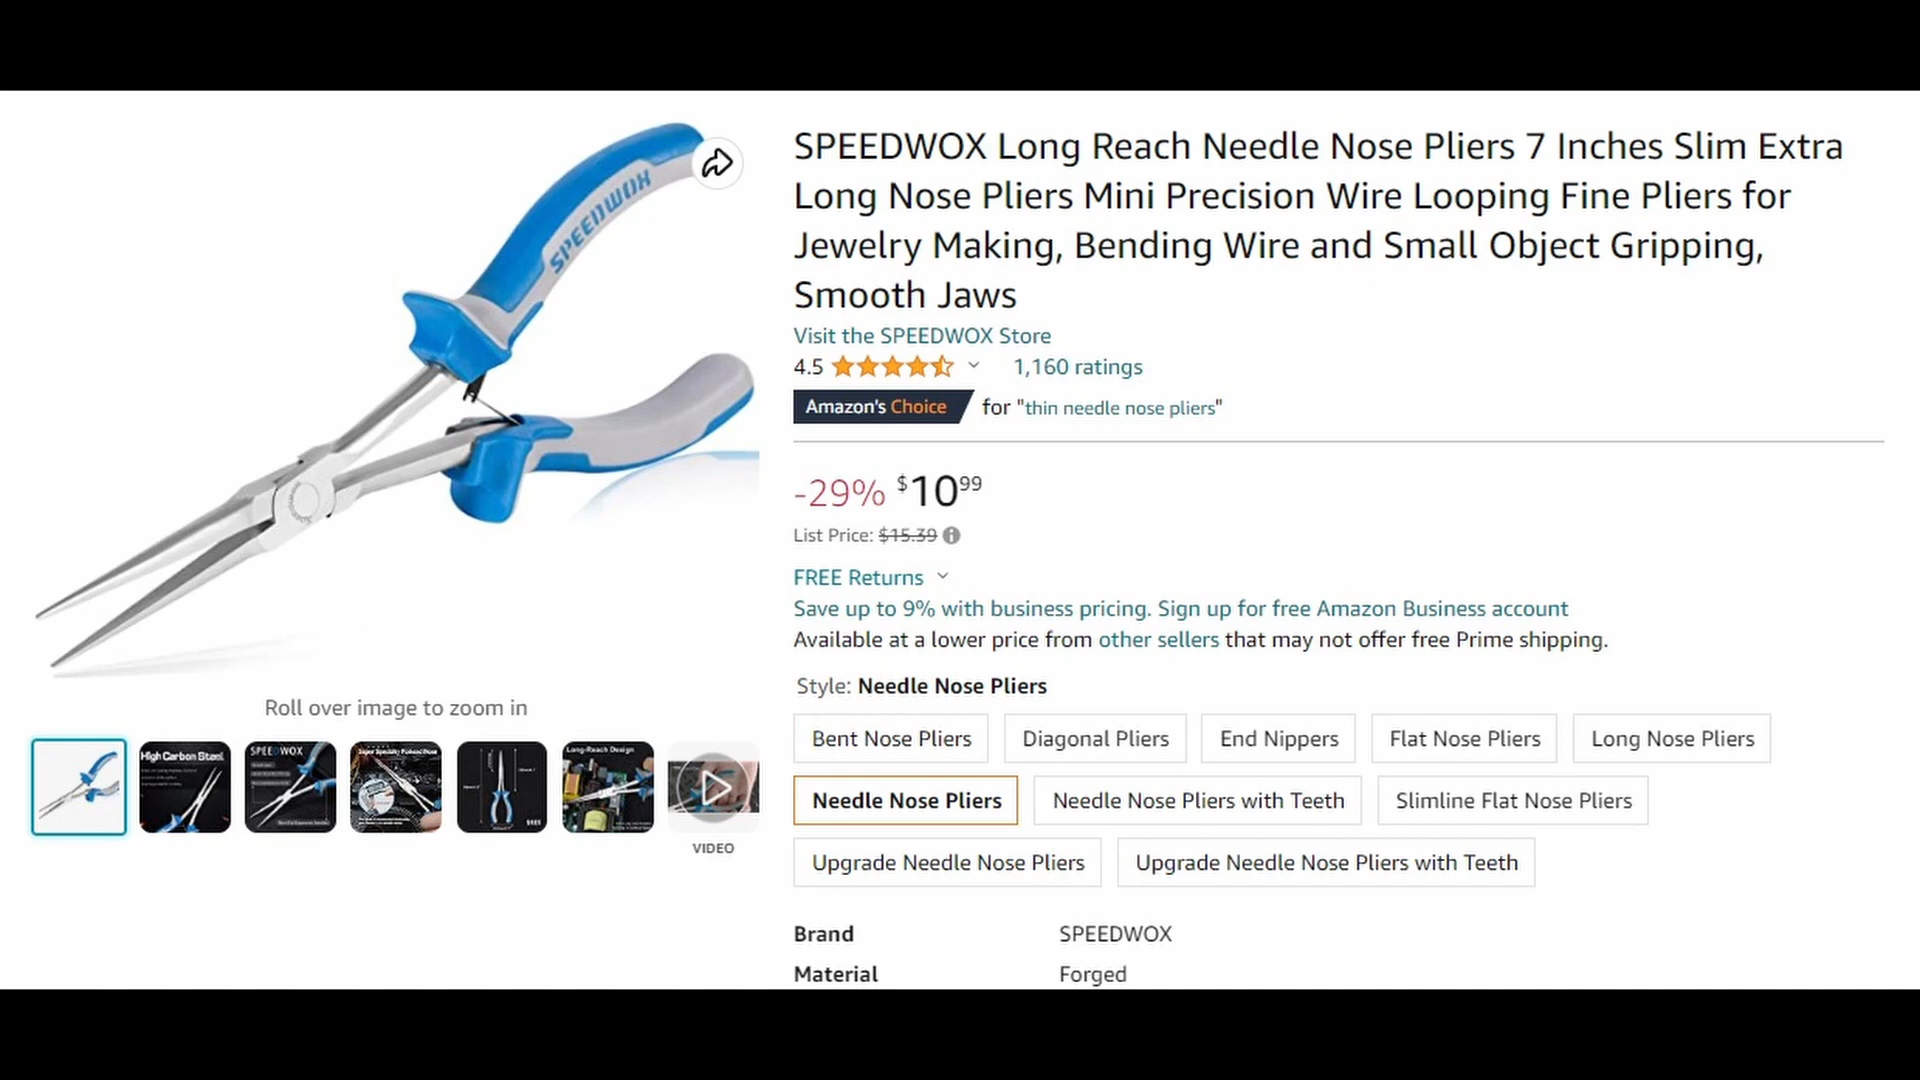 SPEEDWOX
SPEEDWOX Long Reach Needle Nose Pliers 7 Inches Slim Extra
Long Nose Pliers Mini Precision Wire Looping Fine Pliers for
Jewelry Making, Bending Wire and Small Object Gripping,
Smooth Jaws
Visit the SPEEDWOX Store
4.5 1,160 ratings
Amazon's Choice for "thin needle nose pliers"
-29% $10 99
List Price: $15.39
FREE Returns
Save up to 9% with business pricing. Sign up for free Amazon Business account
Available at a lower price from other sellers that may not offer free Prime shipping.
Style: Needle Nose Pliers
Bent Nose Pliers Diagonal Pliers End Nippers Flat Nose Pliers Long Nose Pliers
Needle Nose Pliers Needle Nose Pliers with Teeth Slimline Flat Nose Pliers
Upgrade Needle Nose Pliers Upgrade Needle Nose Pliers with Teeth
Brand SPEEDWOX
Material Forged
Roll over image to zoom in
High Carbon Steel
SPEEDWOX
Long-Reach Design
VIDEO